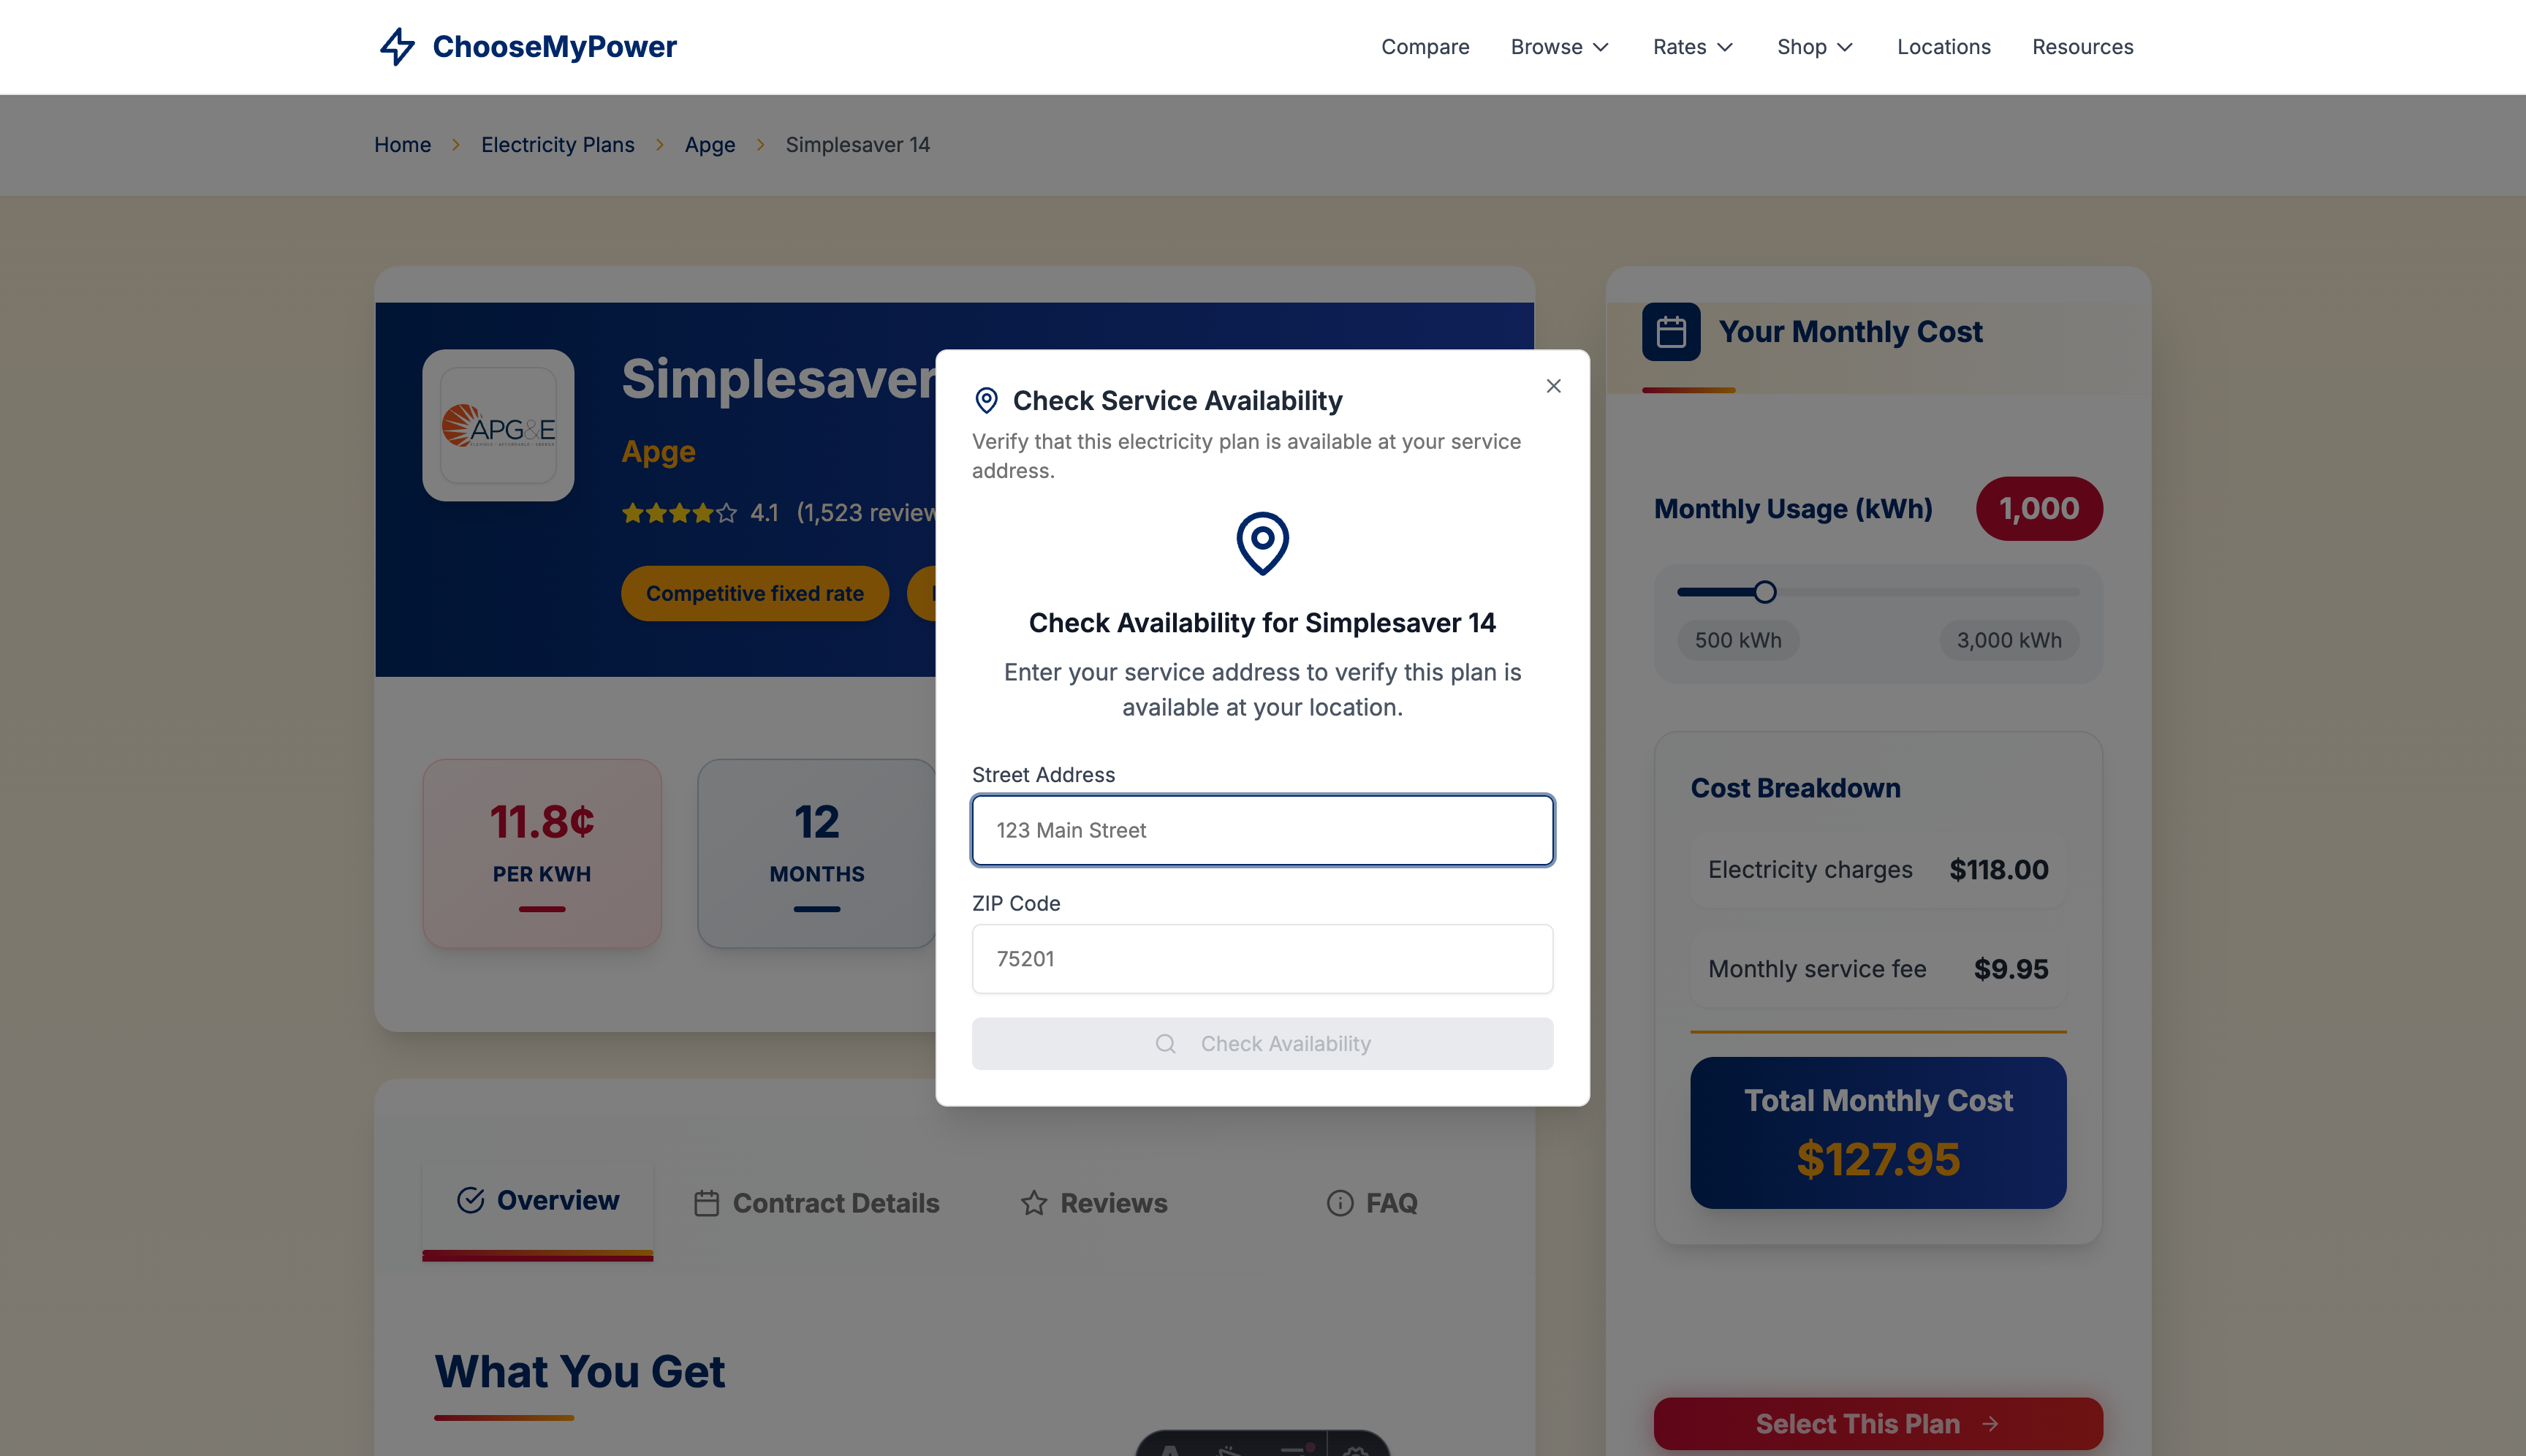 ChooseMyPower
Compare
Browse
Rates
Shop
Locations
Resources
Home
Electricity Plans
Apge
Simplesaver 14
APG&E
Simplesaver
Apge
4.1 (1,523 review
Competitive fixed rate
11.8¢
PER KWH
12
MONTHS
Check Service Availability
Verify that this electricity plan is available at your service
address.
Check Availability for Simplesaver 14
Enter your service address to verify this plan is
available at your location.
Street Address
123 Main Street
ZIP Code
75201
Check Availability
Your Monthly Cost
Monthly Usage (kWh)
1,000
500 kWh
3,000 kWh
Cost Breakdown
Electricity charges
$118.00
Monthly service fee
$9.95
Total Monthly Cost
$127.95
Select This Plan
Overview
Contract Details
Reviews
FAQ
What You Get